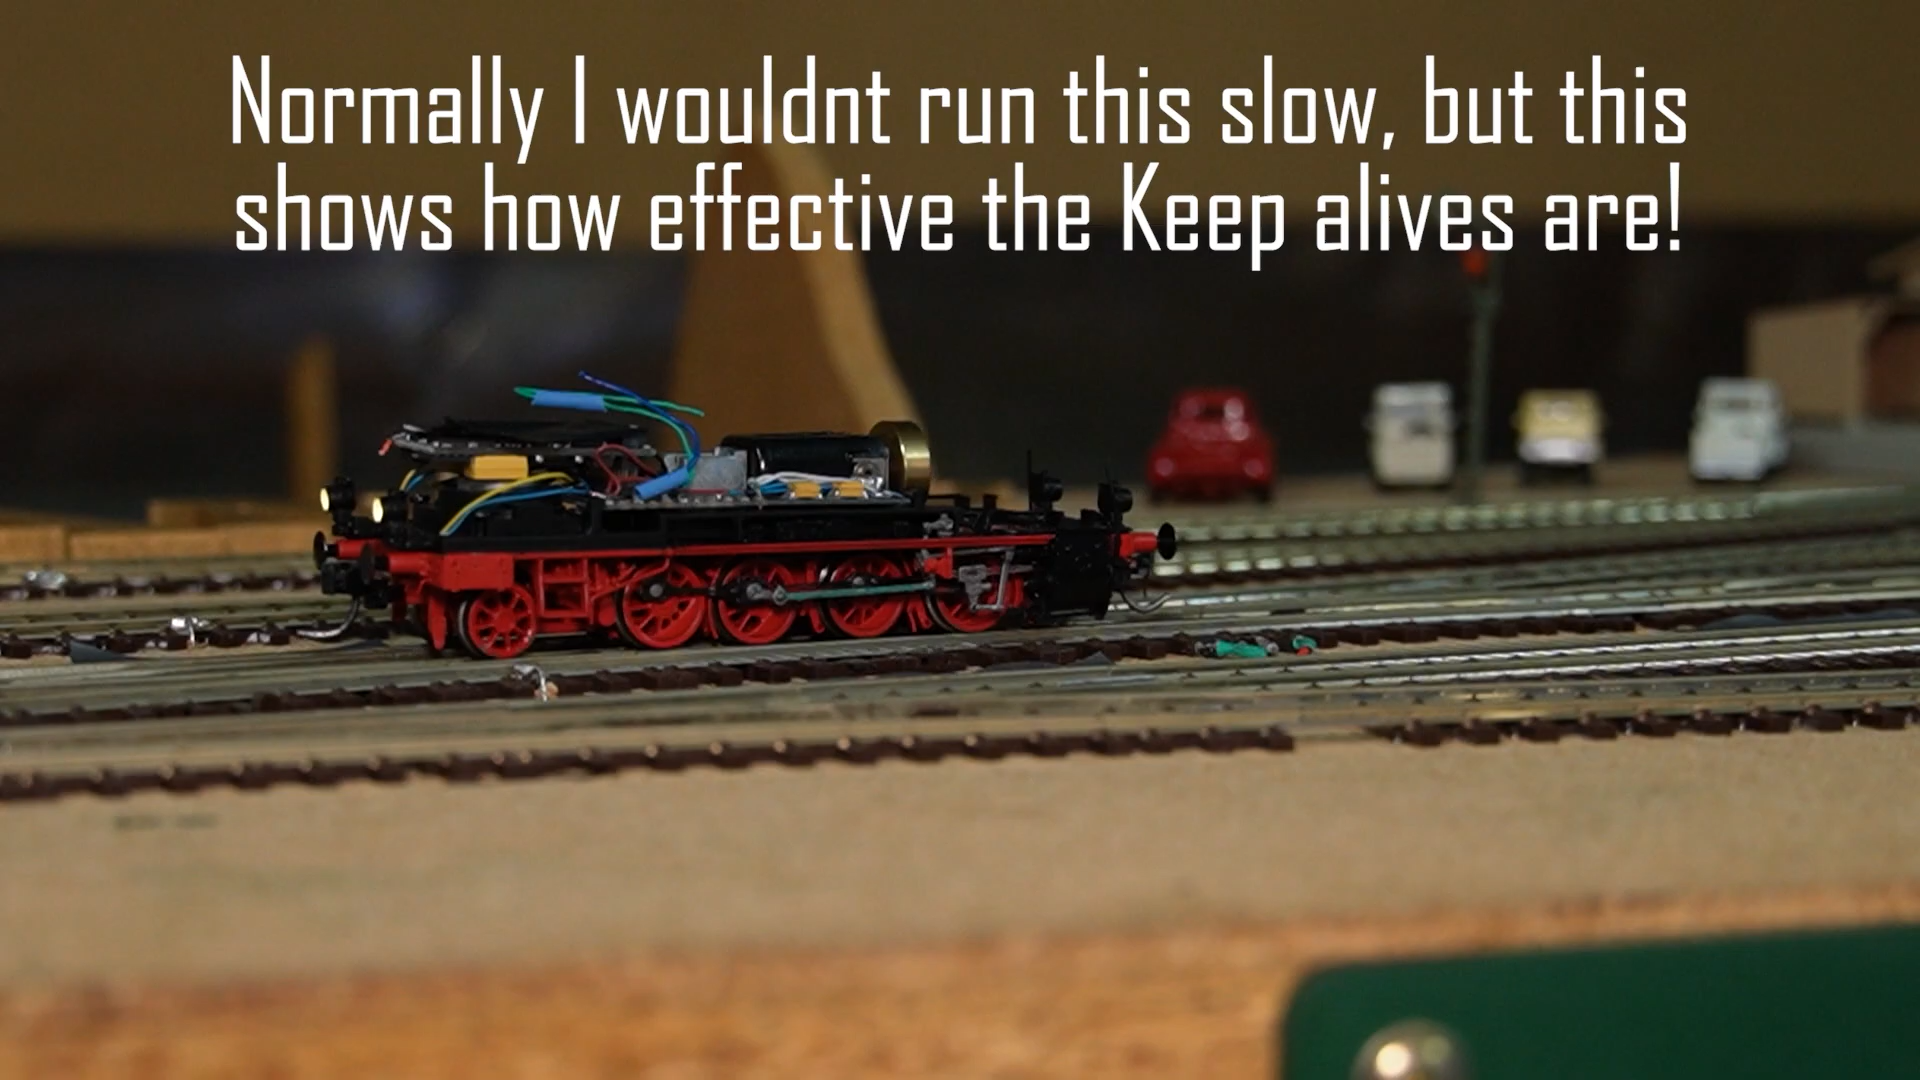 Normally I wouldnt run this slow, but this
shows how effective the Keep alives are!